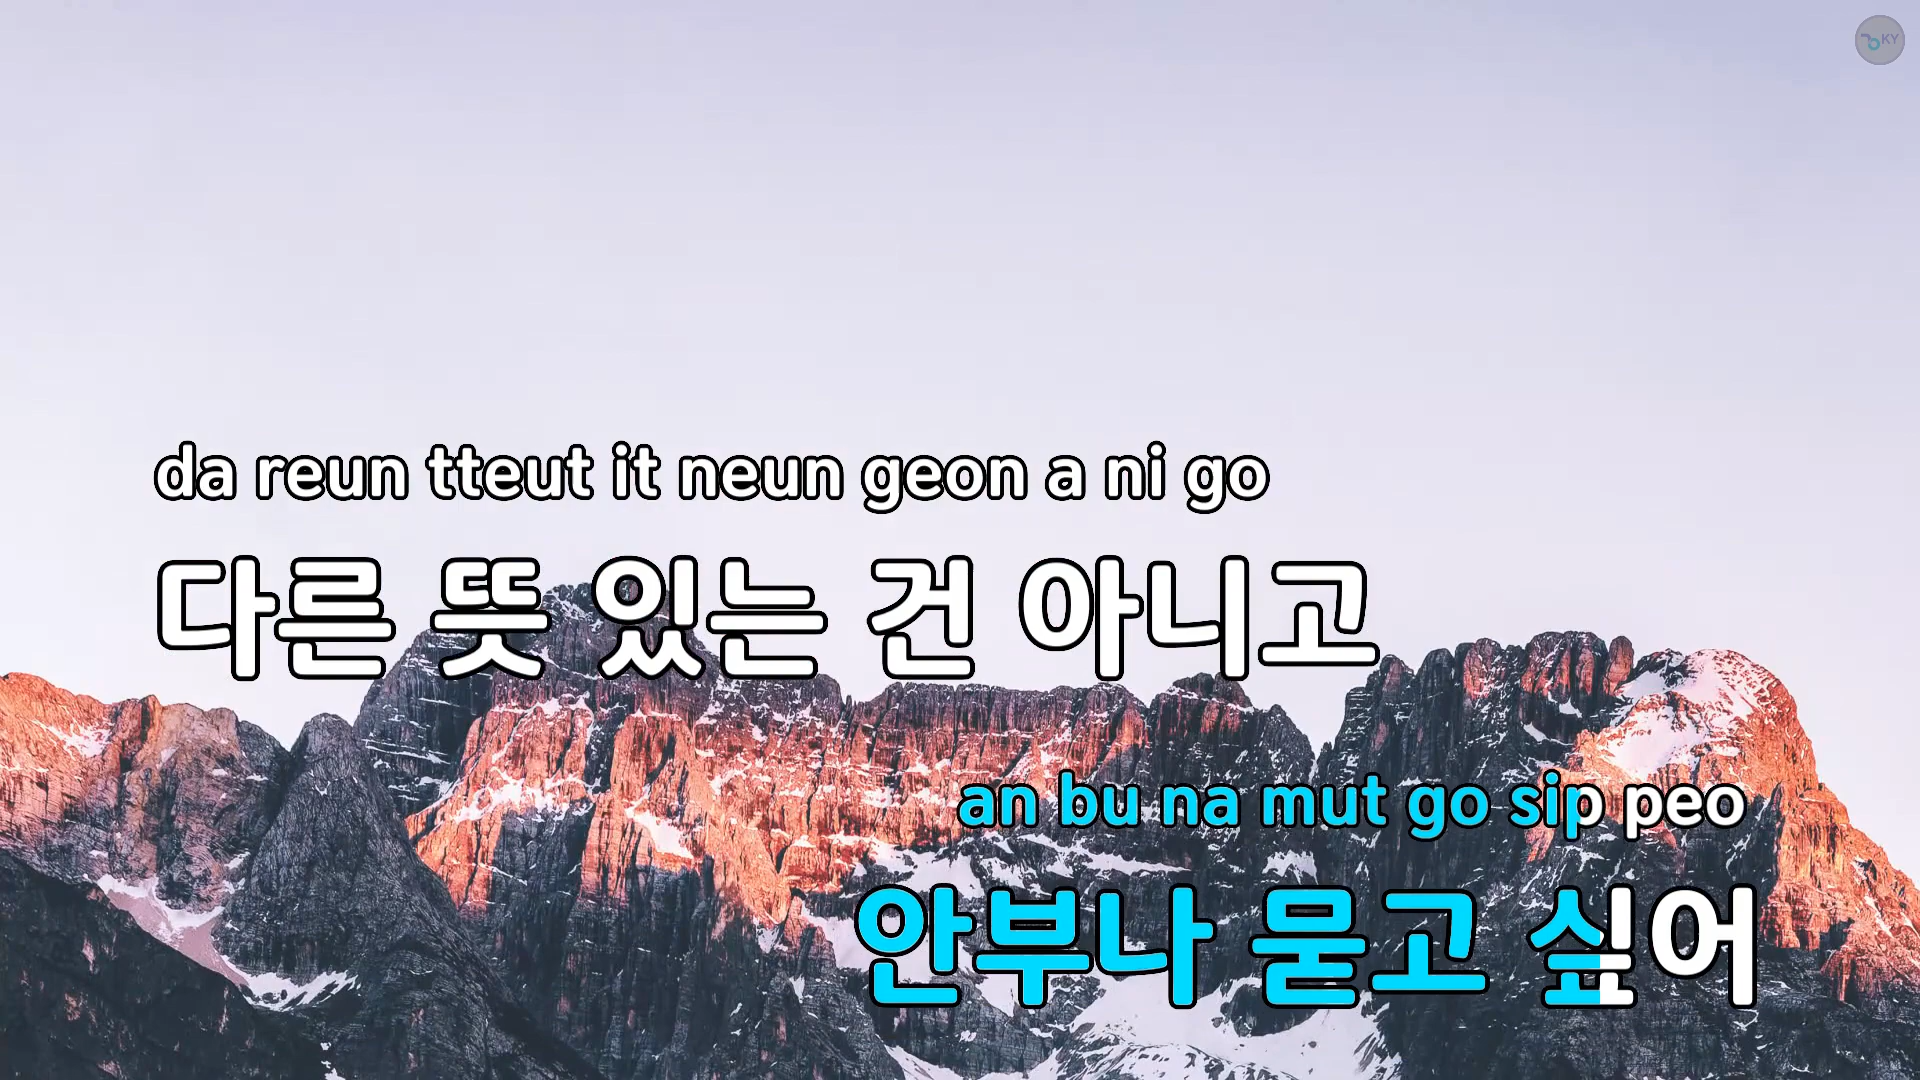 KY
da reun tteut it neun geon a ni go
다른 뜻 있는 건 아니고
an bu na mut go sip peo
안부나 묻고 싶어